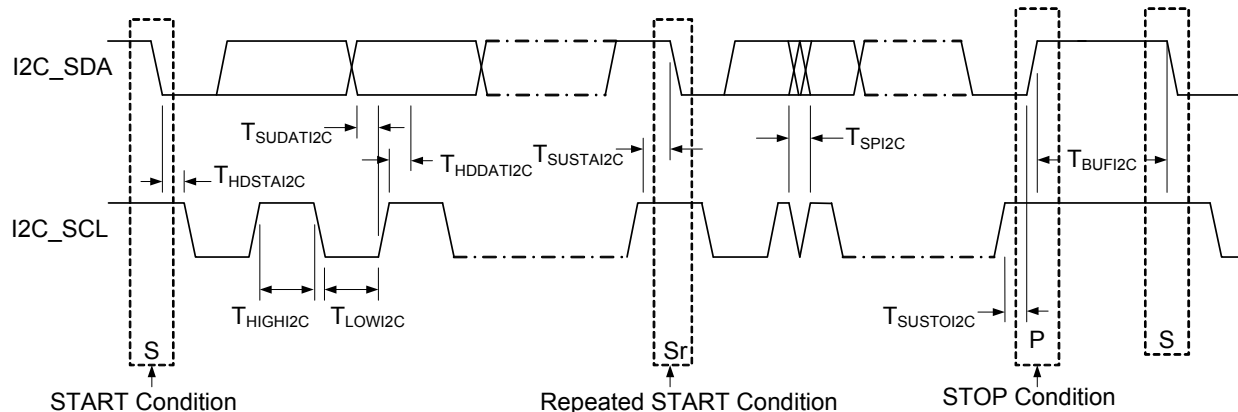 I2C_SDA
T_SUDATI2C
T_HDSTAI2C
T_HDDATI2C
T_SUSTAI2C
T_SPI2C
T_BUFI2C
I2C_SCL
T_HIGHI2C
T_LOWI2C
T_SUSTOI2C
S
Sr
P
S
START Condition
Repeated START Condition
STOP Condition